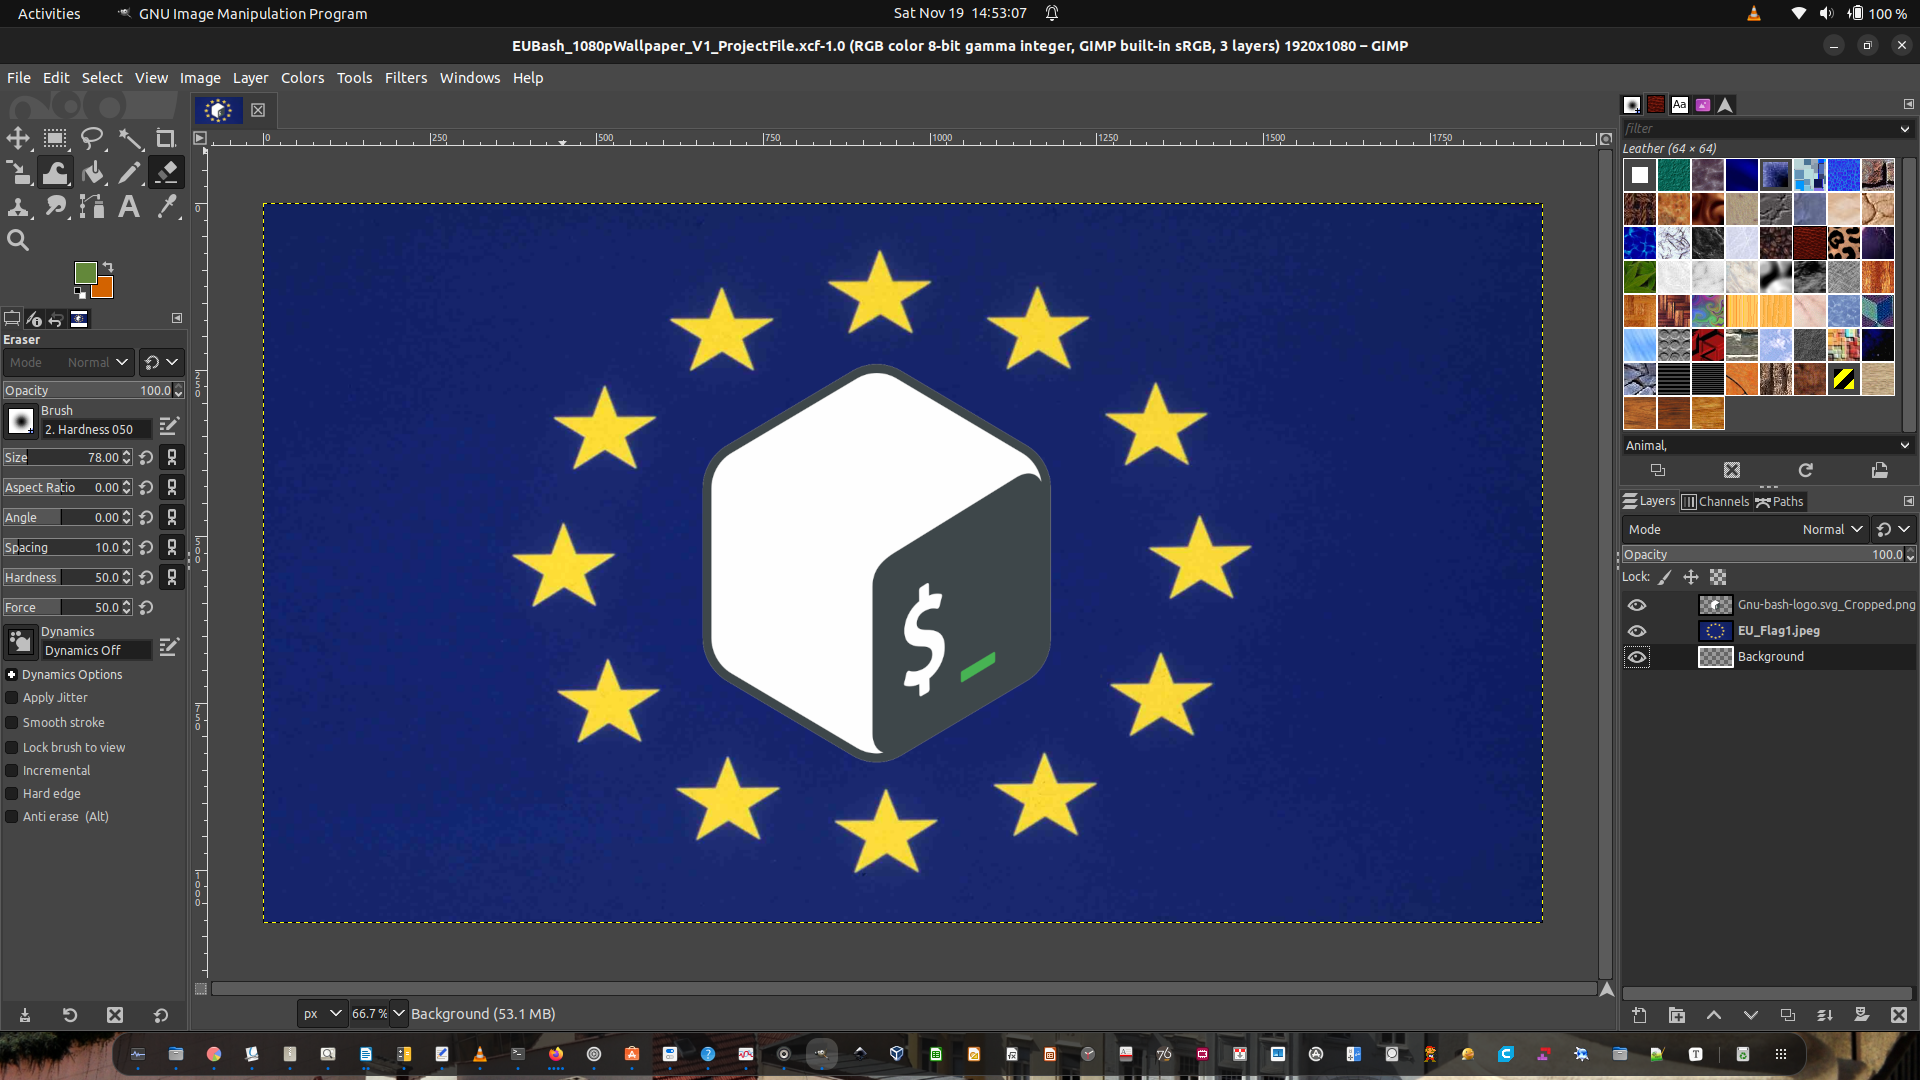 Activities
GNU Image Manipulation Program
Sat Nov 19 14:53:07
100 %
EUBash_1080pWallpaper_V1_ProjectFile.xcf-1.0 (RGB color 8-bit gamma integer, GIMP built-in sRGB, 3 layers) 1920x1080 – GIMP
File Edit Select View Image Layer Colors Tools Filters Windows Help
0 250 500 750 1000 1250 1500 1750
0
250
500
750
1000
Eraser
Mode Normal
Opacity 100.0
Brush
2. Hardness 050
Size 78.00
Aspect Ratio 0.00
Angle 0.00
Spacing 10.0
Hardness 50.0
Force 50.0
Dynamics
Dynamics Off
Dynamics Options
Apply Jitter
Smooth stroke
Lock brush to view
Incremental
Hard edge
Anti erase (Alt)
$_
px 66.7 % Background (53.1 MB)
Aa
filter
Leather (64 × 64)
Animal,
Layers Channels Paths
Mode Normal
Opacity 100.0
Lock:
Gnu-bash-logo.svg_Cropped.png
EU_Flag1.jpeg
Background